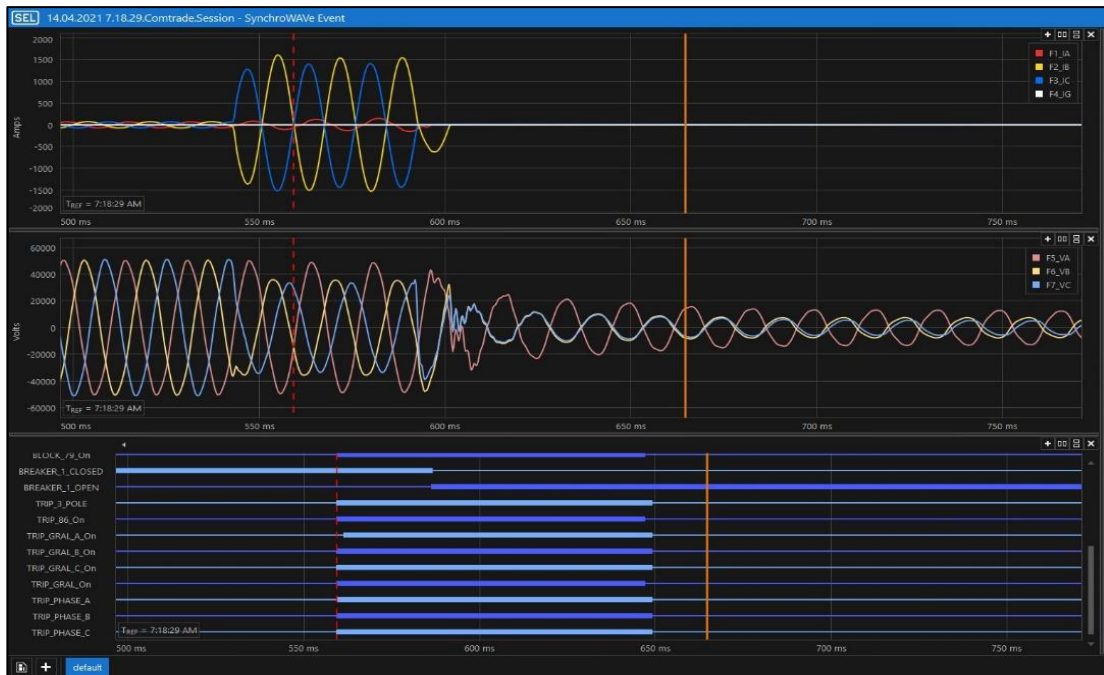 SEL 14.04.2021 7.18.29.Comtrade.Session - SynchroWAVe Event
2000
1500
1000
500
0
-500
-1000
-1500
-2000
Amps
F1_IA
F2_IB
F3_IC
F4_IG
TREF = 7:18:29 AM
500 ms 550 ms 600 ms 650 ms 700 ms 750 ms
60000
40000
20000
0
-20000
-40000
-60000
Volts
F5_VA
F6_VB
F7_VC
TREF = 7:18:29 AM
500 ms 550 ms 600 ms 650 ms 700 ms 750 ms
BLOCK_79_On
BREAKER_1_CLOSED
BREAKER_1_OPEN
TRIP_3_POLE
TRIP_86_On
TRIP_GRAL_A_On
TRIP_GRAL_B_On
TRIP_GRAL_C_On
TRIP_GRAL_On
TRIP_PHASE_A
TRIP_PHASE_B
TRIP_PHASE_C
TREF = 7:18:29 AM
500 ms 550 ms 600 ms 650 ms 700 ms 750 ms
default